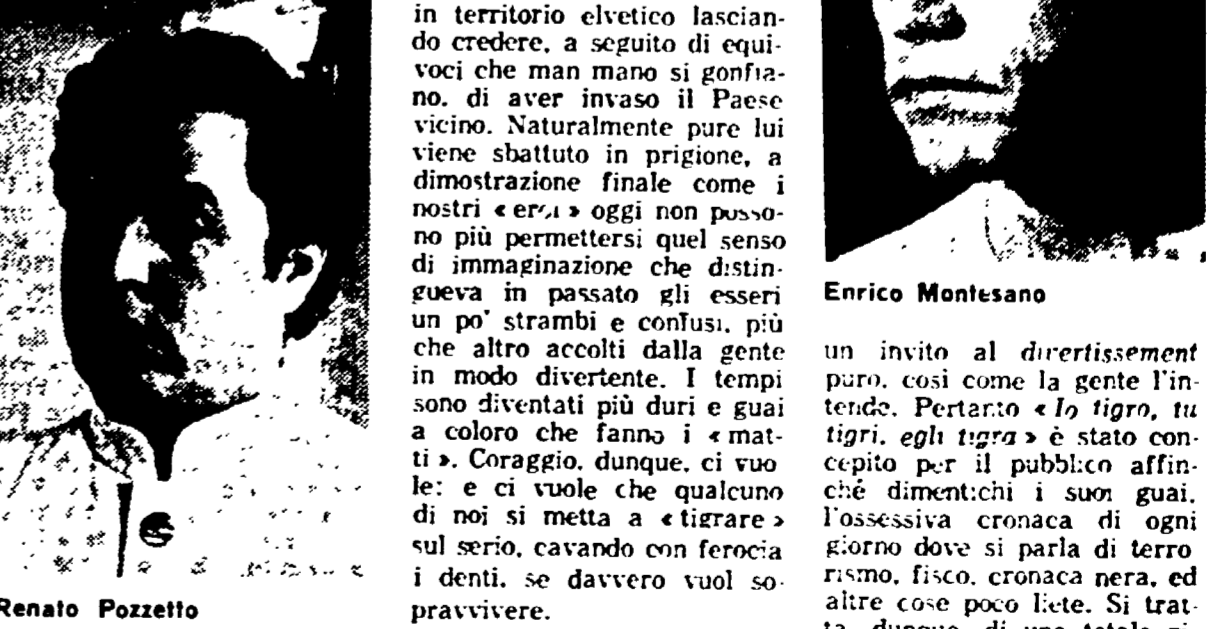 Renato Pozzetto
in territorio elvetico lascian-
do credere, a seguito di equi-
voci che man mano si gonfia-
no, di aver invaso il Paese
vicino. Naturalmente pure lui
viene sbattuto in prigione, a
dimostrazione finale come i
nostri « eroi » oggi non posso-
no più permettersi quel senso
di immaginazione che distin-
gueva in passato gli esseri
un po' strambi e confusi, più
che altro accolti dalla gente
in modo divertente. I tempi
sono diventati più duri e guai
a coloro che fanno i « mat-
ti ». Coraggio, dunque, ci vuo
le: e ci vuole che qualcuno
di noi si metta a « tigrare »
sul serio, cavando con ferocia
i denti, se davvero vuol so-
pravvivere.
Enrico Montesano
un invito al divertissement
puro, così come la gente l'in-
tende. Pertanto « Io tigro, tu
tigri, egli tigra » è stato con-
cepito per il pubblico affin-
ché dimentichi i suoi guai,
l'ossessiva cronaca di ogni
giorno dove si parla di terro
rismo, fisco, cronaca nera, ed
altre cose poco liete. Si trat-
ta, dunque, di una totale